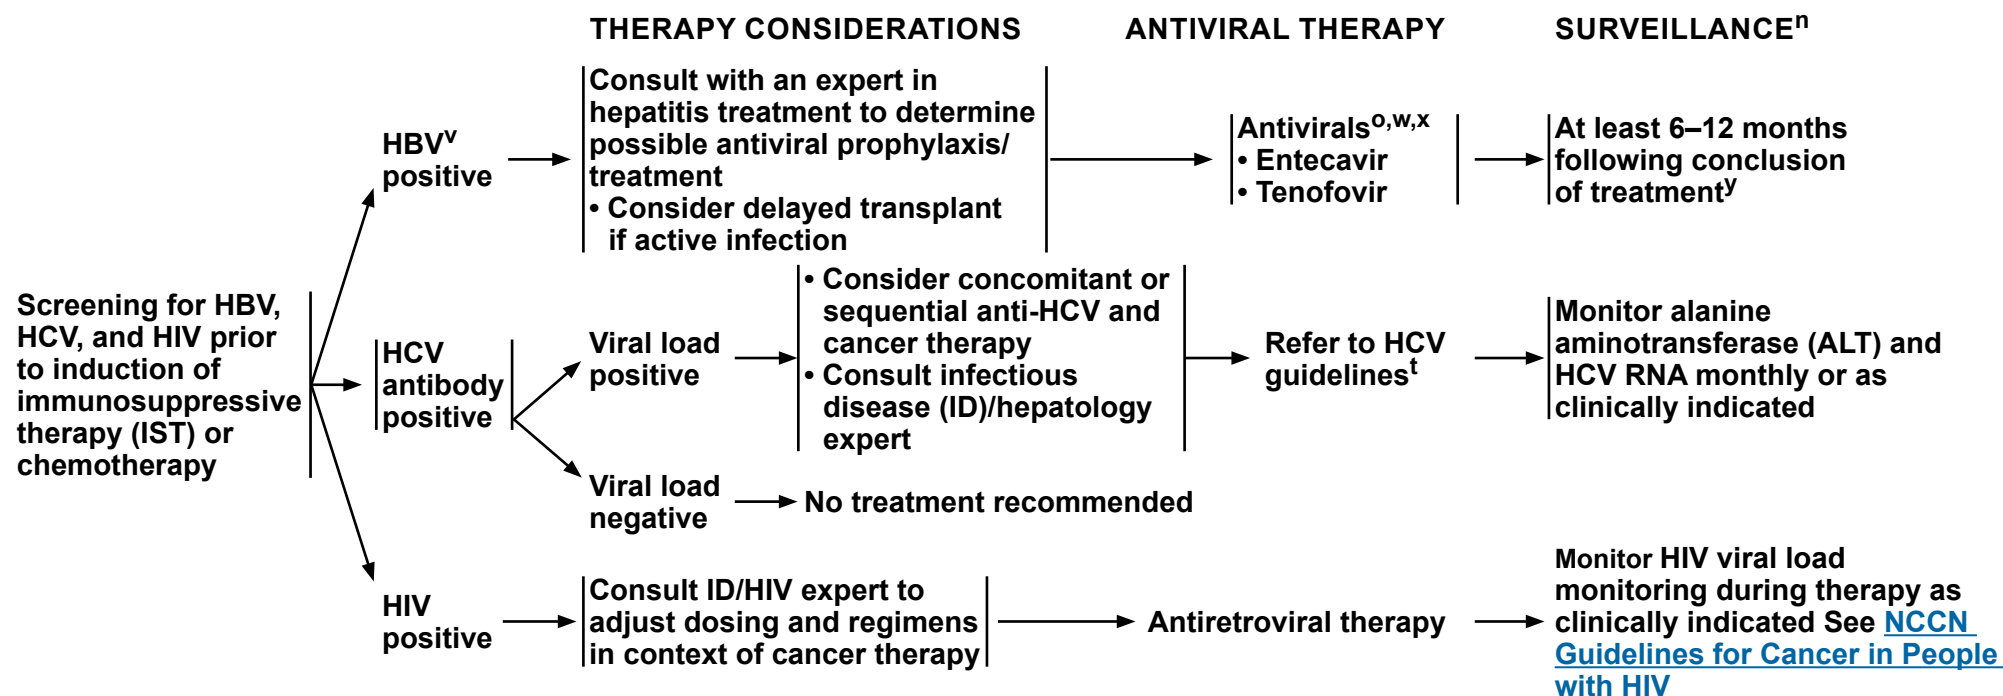 THERAPY CONSIDERATIONS
ANTIVIRAL THERAPY
SURVEILLANCEⁿ
Screening for HBV,
HCV, and HIV prior
to induction of
immunosuppressive
therapy (IST) or
chemotherapy
HBVᵛ
positive
Consult with an expert in
hepatitis treatment to determine
possible antiviral prophylaxis/
treatment
• Consider delayed transplant
if active infection
Antiviralsᵒ,ʷ,ˣ
• Entecavir
• Tenofovir
At least 6–12 months
following conclusion
of treatmentʸ
HCV
antibody
positive
Viral load
positive
• Consider concomitant or
sequential anti-HCV and
cancer therapy
• Consult infectious
disease (ID)/hepatology
expert
Refer to HCV
guidelinesᵗ
Monitor alanine
aminotransferase (ALT) and
HCV RNA monthly or as
clinically indicated
Viral load
negative
No treatment recommended
HIV
positive
Consult ID/HIV expert to
adjust dosing and regimens
in context of cancer therapy
Antiretroviral therapy
Monitor HIV viral load
monitoring during therapy as
clinically indicated See NCCN
Guidelines for Cancer in People
with HIV